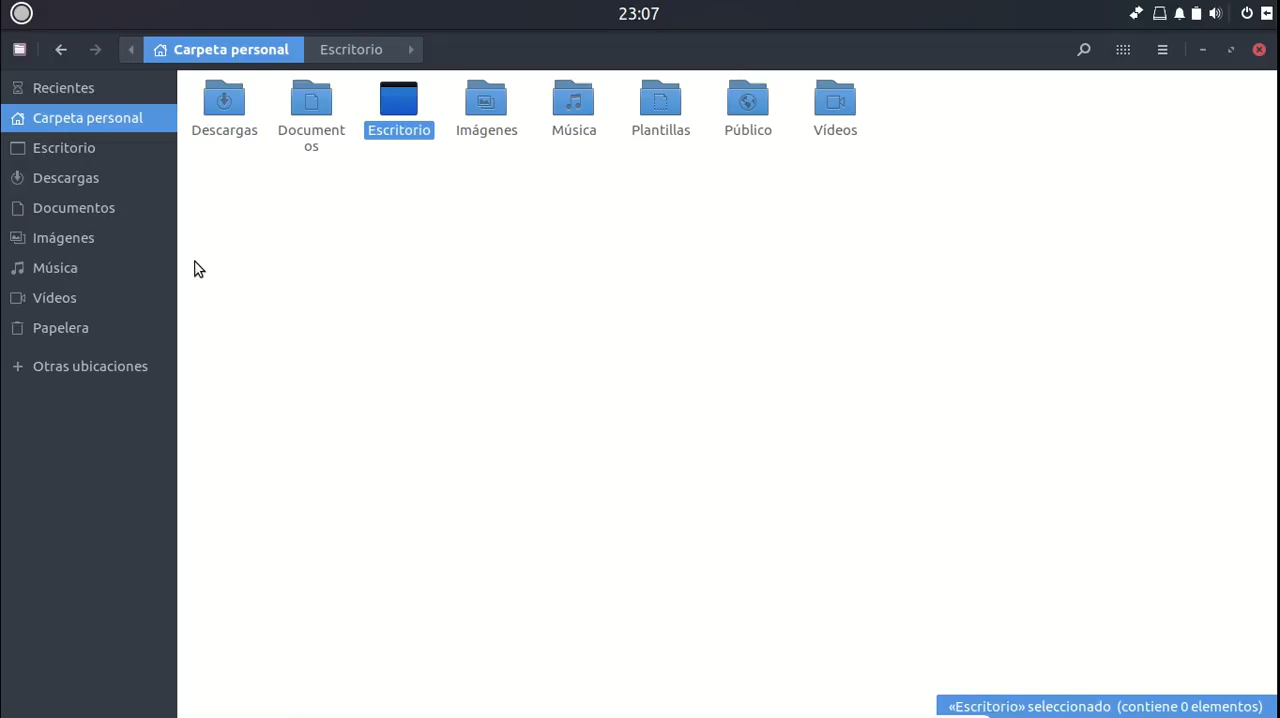 23:07
Carpeta personal
Escritorio
Recientes
Carpeta personal
Escritorio
Descargas
Documentos
Imágenes
Música
Vídeos
Papelera
Otras ubicaciones
Descargas
Document
os
Escritorio
Imágenes
Música
Plantillas
Público
Vídeos
«Escritorio» seleccionado (contiene 0 elementos)